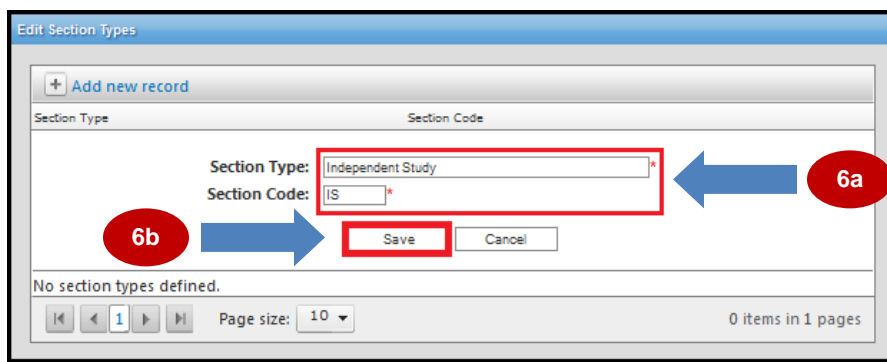 Edit Section Types
+ Add new record
Section Type Section Code
Section Type: Independent Study *
6a
Section Code: IS *
6b
Save Cancel
No section types defined.
1 Page size: 10 0 items in 1 pages